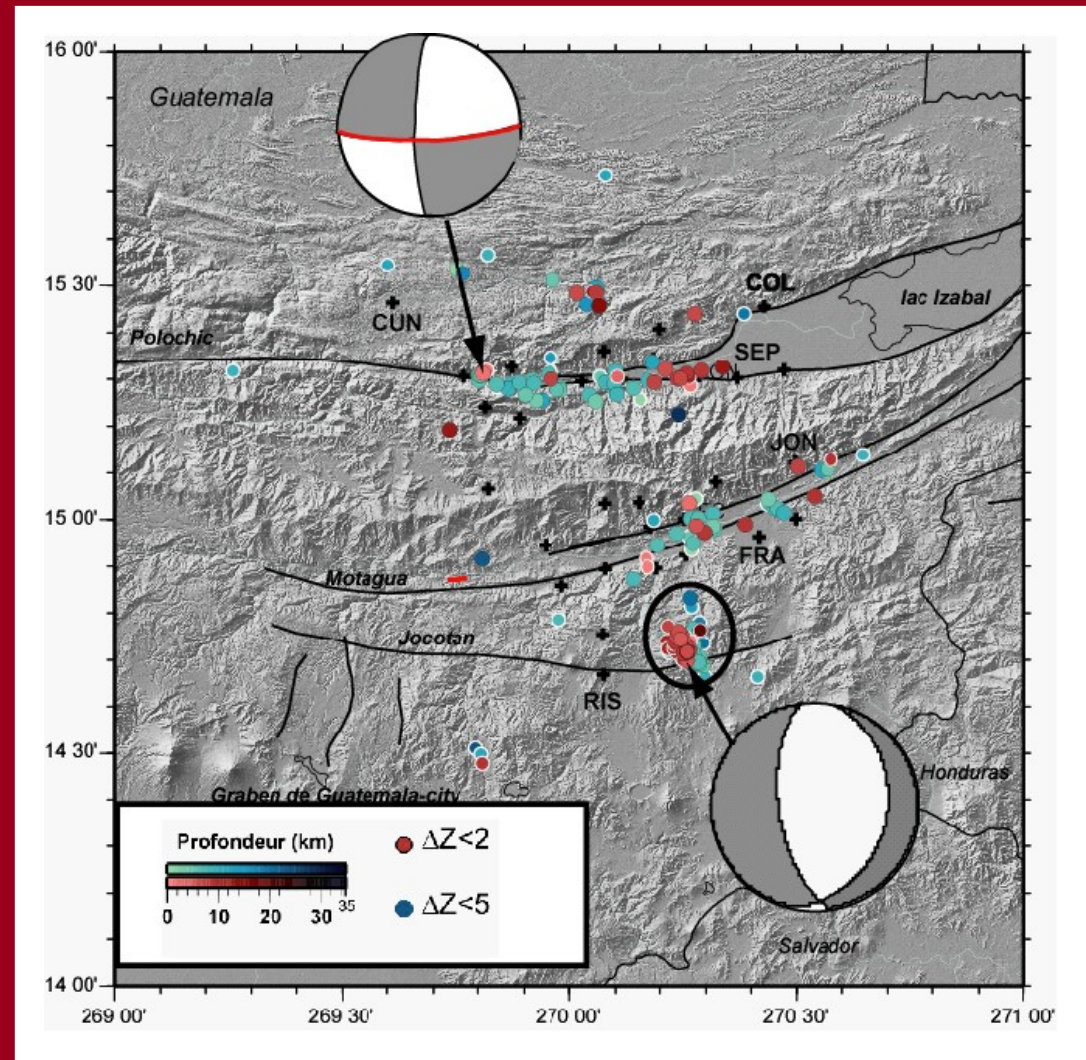 16 00'
Guatemala
15 30'
COL
lac Izabal
CUN
Polochic
SEP
JON
15 00'
FRA
Motagua
Jocotan
RIS
14 30'
Honduras
Graben de Guatemala-city
Profondeur (km)
ΔZ<2
0 10 20 30 35
ΔZ<5
Salvador
14 00'
269 00' 269 30' 270 00' 270 30' 271 00'